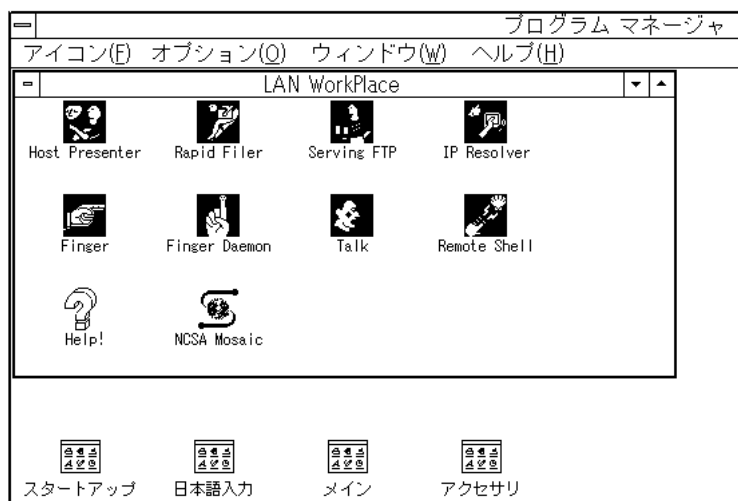 プログラム マネージャ
アイコン(F) オプション(O) ウィンドウ(W) ヘルプ(H)
LAN WorkPlace
Host Presenter Rapid Filer Serving FTP IP Resolver
Finger Finger Daemon Talk Remote Shell
Help! NCSA Mosaic
スタートアップ 日本語入力 メイン アクセサリ